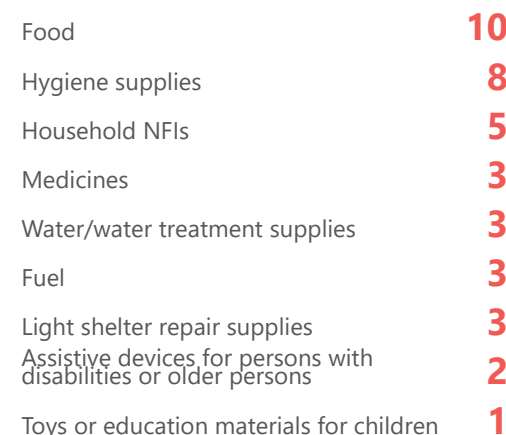 Food 10
Hygiene supplies 8
Household NFIs 5
Medicines 3
Water/water treatment supplies 3
Fuel 3
Light shelter repair supplies 3
Assistive devices for persons with
disabilities or older persons 2
Toys or education materials for children 1